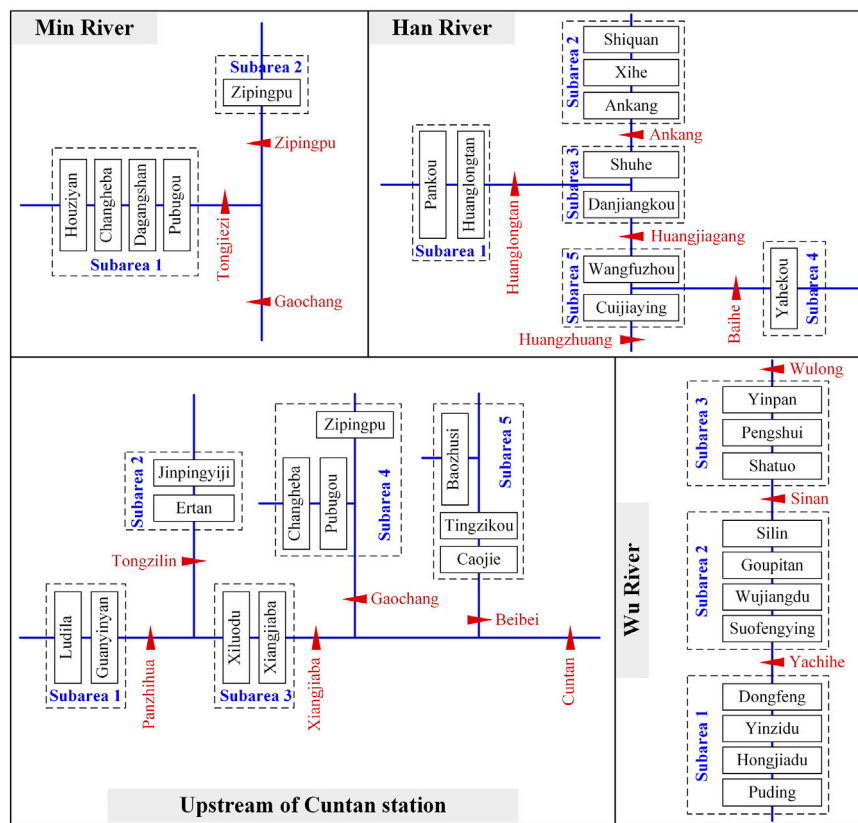 Min River
Subarea 2
Zipingpu
Zipingpu
Houziyan
Changheba
Dagangshan
Pubugou
Subarea 1
Tongjiezi
Gaochang
Han River
Subarea 2
Shiquan
Xihe
Ankang
Ankang
Pankou
Huanglongtan
Subarea 1
Huanglongtan
Subarea 3
Shuhe
Danjiangkou
Huangjiagang
Subarea 5
Wangfuzhou
Cuijiaying
Huangzhuang
Baihe
Yahekou
Subarea 4
Subarea 2
Jinpingyiji
Ertan
Tongzilin
Zipingpu
Changheba
Pubugou
Subarea 4
Gaochang
Baozhusi
Subarea 5
Tingzikou
Caojie
Beibei
Ludila
Guanyinyan
Subarea 1
Panzhihua
Xiluodu
Xiangjiaba
Subarea 3
Xiangjiaba
Cuntan
Upstream of Cuntan station
Wu River
Wulong
Subarea 3
Yinpan
Pengshui
Shatuo
Sinan
Subarea 2
Silin
Goupitan
Wujiangdu
Suofengying
Yachihe
Subarea 1
Dongfeng
Yinzidu
Hongjiadu
Puding